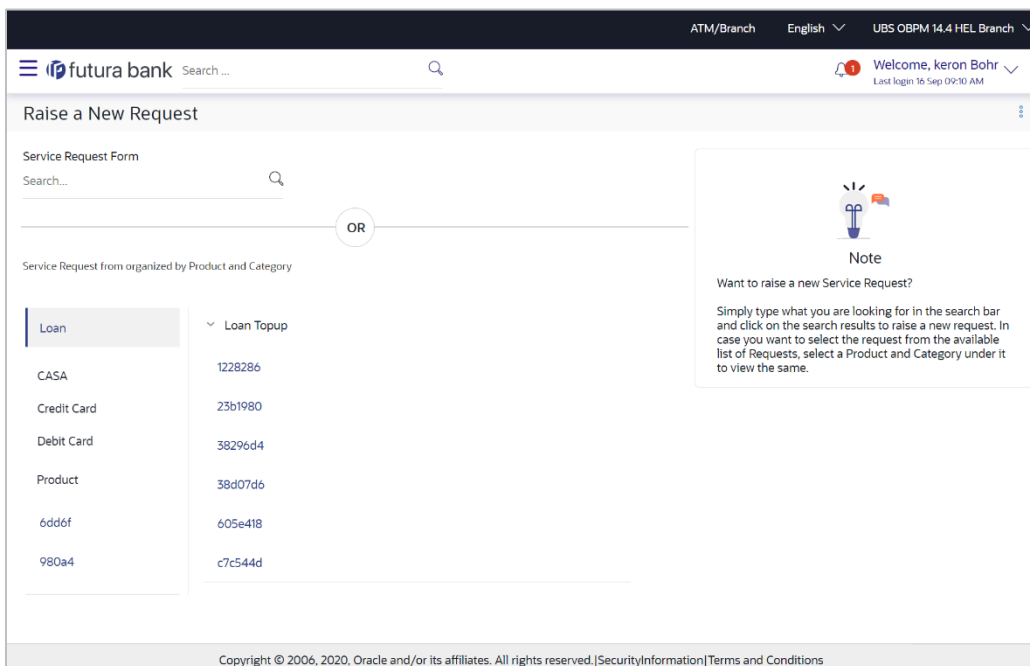 ATM/Branch English UBS OBPM 14.4 HEL Branch
futura bank Search ... 1 Welcome, keron Bohr
Last login 16 Sep 09:10 AM
Raise a New Request
Service Request Form
Search...
OR
Service Request from organized by Product and Category
Loan
CASA
Credit Card
Debit Card
Product
6dd6f
980a4
Loan Topup
1228286
23b1980
38296d4
38d07d6
605e418
c7c544d
Note
Want to raise a new Service Request?
Simply type what you are looking for in the search bar
and click on the search results to raise a new request. In
case you want to select the request from the available
list of Requests, select a Product and Category under it
to view the same.
Copyright © 2006, 2020, Oracle and/or its affiliates. All rights reserved.|SecurityInformation|Terms and Conditions